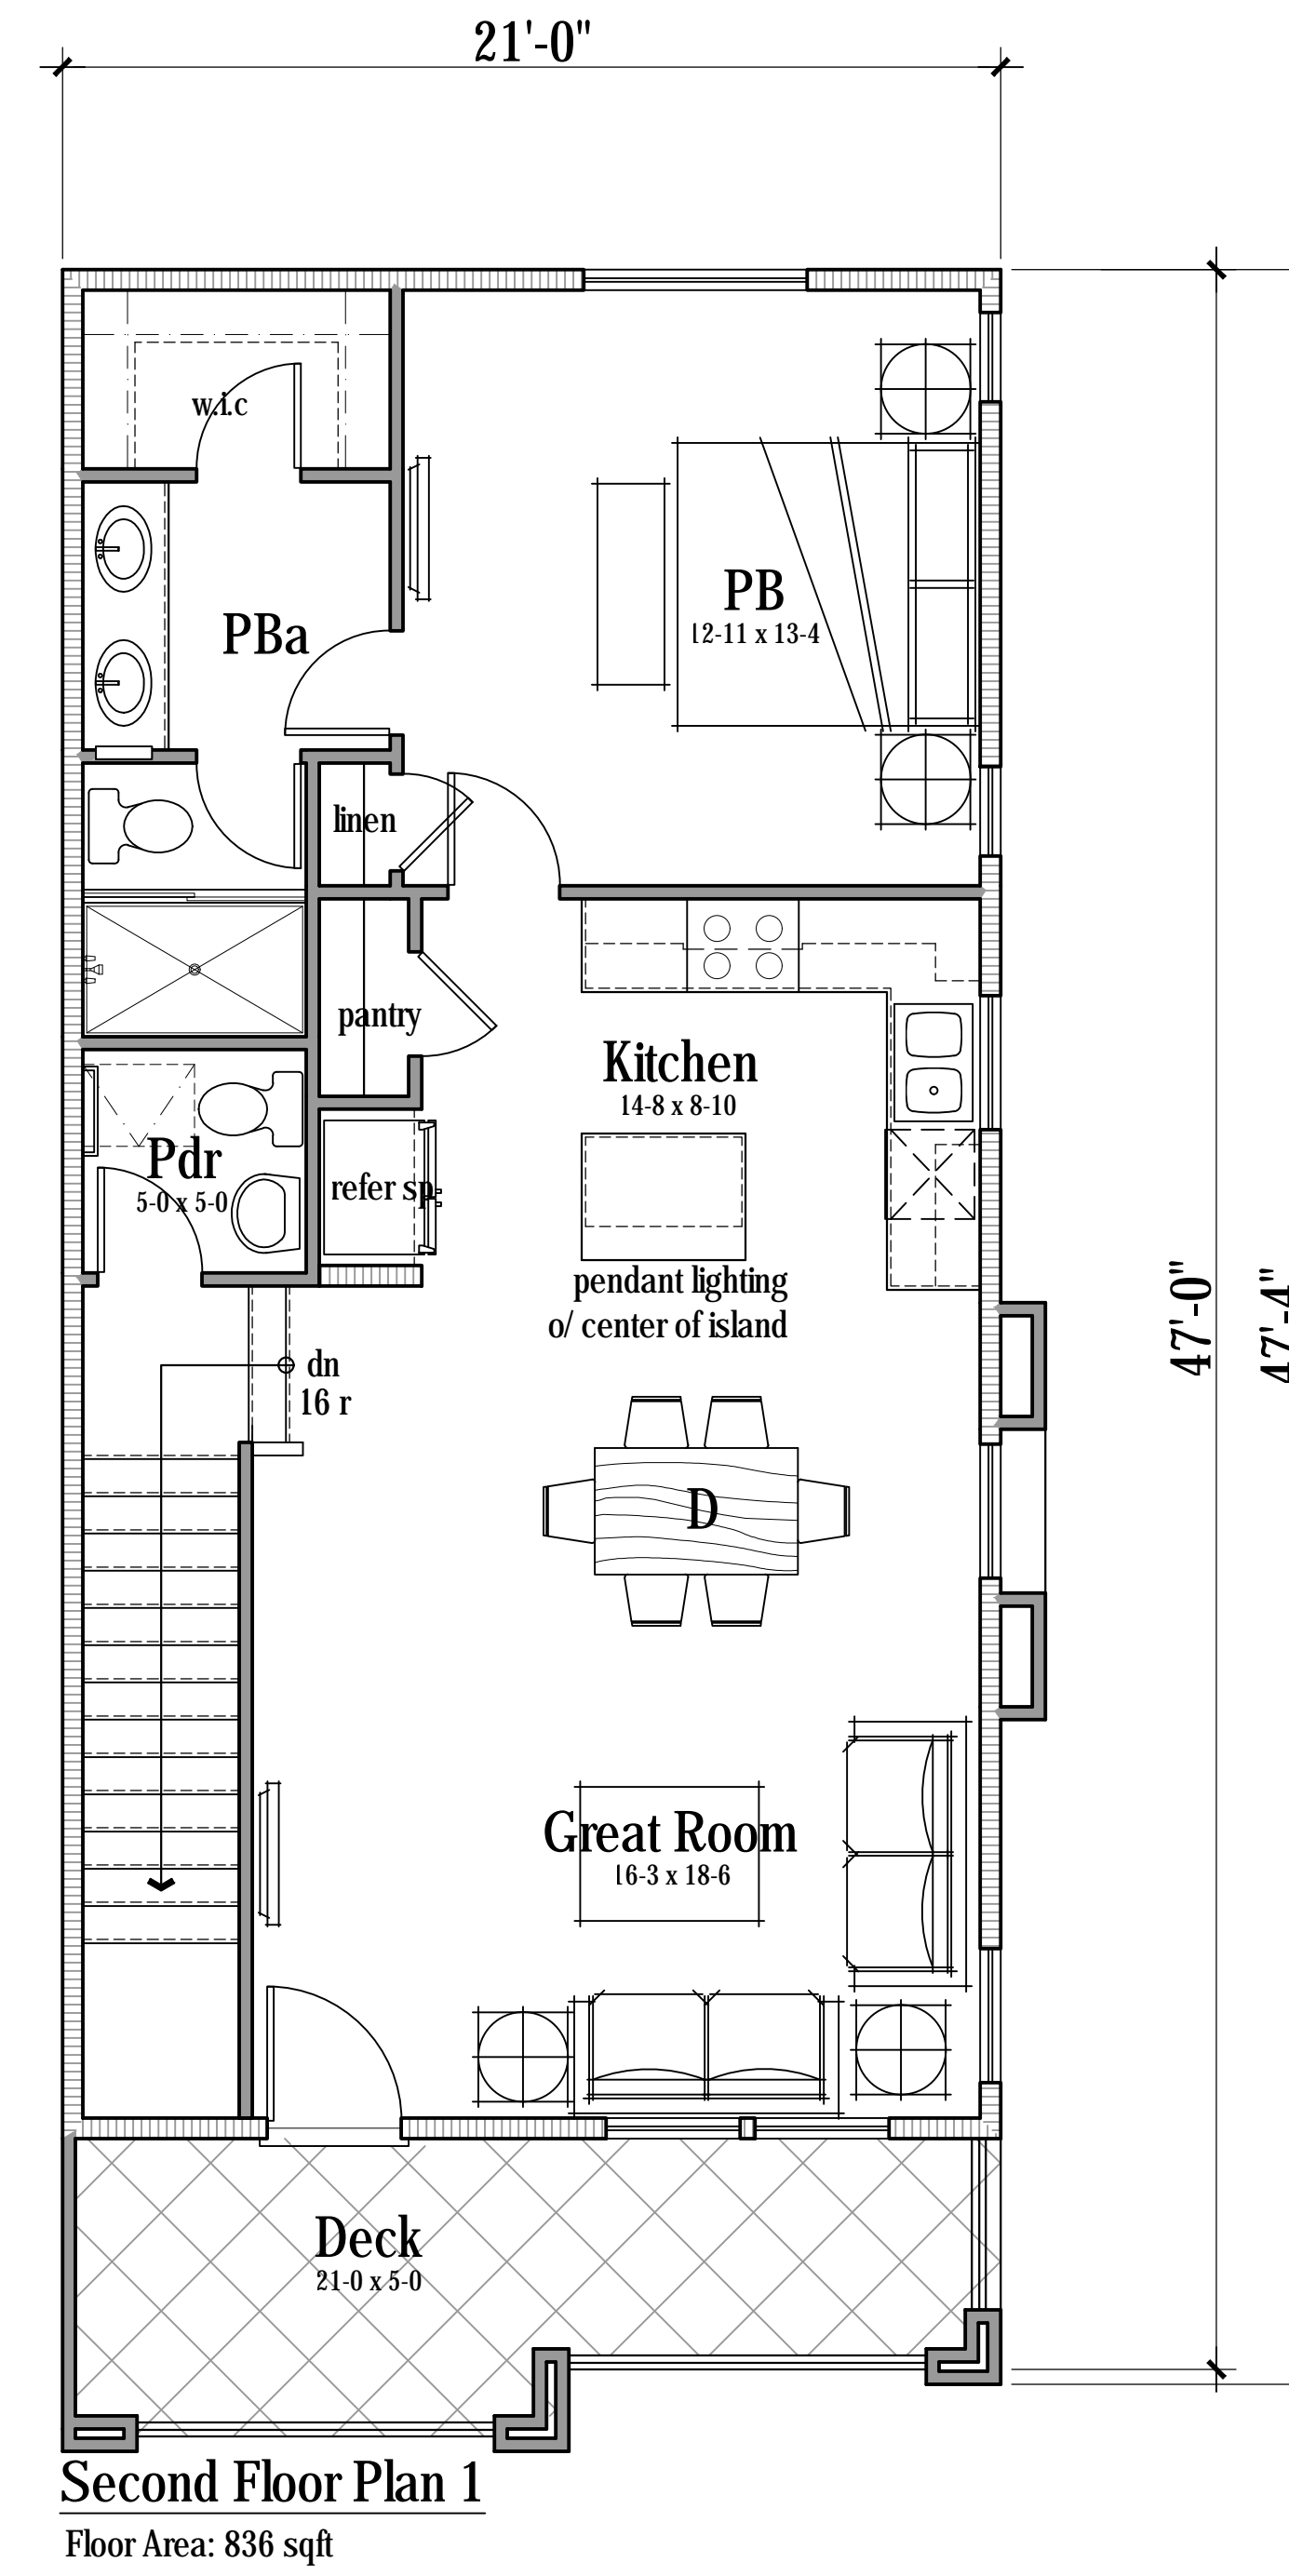 21'-0"
w.i.c
PBa
PB
12-11 x 13-4
linen
pantry
Kitchen
14-8 x 8-10
Pdr
5-0 x 5-0
refer sp
pendant lighting
o/ center of island
47'-0"
47'-4"
dn
16 r
D
Great Room
16-3 x 18-6
Deck
21-0 x 5-0
Second Floor Plan 1
Floor Area: 836 sqft